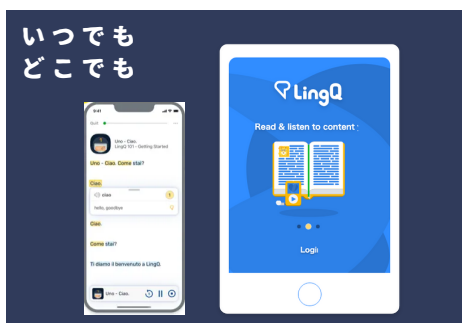 いつでも
どこでも
9:41
Quit
Uno - Ciao.
LingQ 101 - Getting Started
Uno - Ciao. Come stai?
Ciao.
ciao
1
hello, goodbye
Ciao.
Come stai?
Ti diamo il benvenuto a LingQ.
Uno - Ciao.
LingQ
Read & listen to content
Login